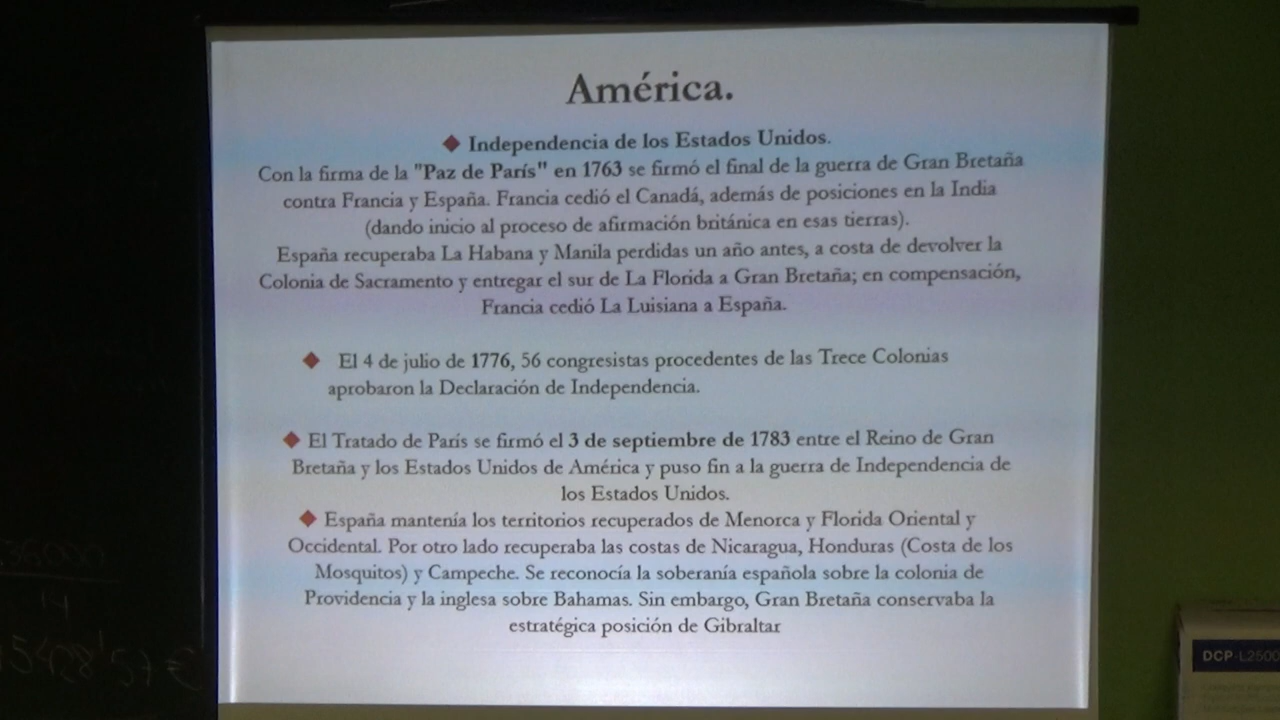 América.
◆ Independencia de los Estados Unidos.
Con la firma de la "Paz de París" en 1763 se firmó el final de la guerra de Gran Bretaña
contra Francia y España. Francia cedió el Canadá, además de posiciones en la India
(dando inicio al proceso de afirmación británica en esas tierras).
España recuperaba La Habana y Manila perdidas un año antes, a costa de devolver la
Colonia de Sacramento y entregar el sur de La Florida a Gran Bretaña; en compensación,
Francia cedió La Luisiana a España.
◆ El 4 de julio de 1776, 56 congresistas procedentes de las Trece Colonias
aprobaron la Declaración de Independencia.
◆ El Tratado de París se firmó el 3 de septiembre de 1783 entre el Reino de Gran
Bretaña y los Estados Unidos de América y puso fin a la guerra de Independencia de
los Estados Unidos.
◆ España mantenía los territorios recuperados de Menorca y Florida Oriental y
Occidental. Por otro lado recuperaba las costas de Nicaragua, Honduras (Costa de los
Mosquitos) y Campeche. Se reconocía la soberanía española sobre la colonia de
Providencia y la inglesa sobre Bahamas. Sin embargo, Gran Bretaña conservaba la
estratégica posición de Gibraltar
36000
14
5428'57 €
DCP-L2500